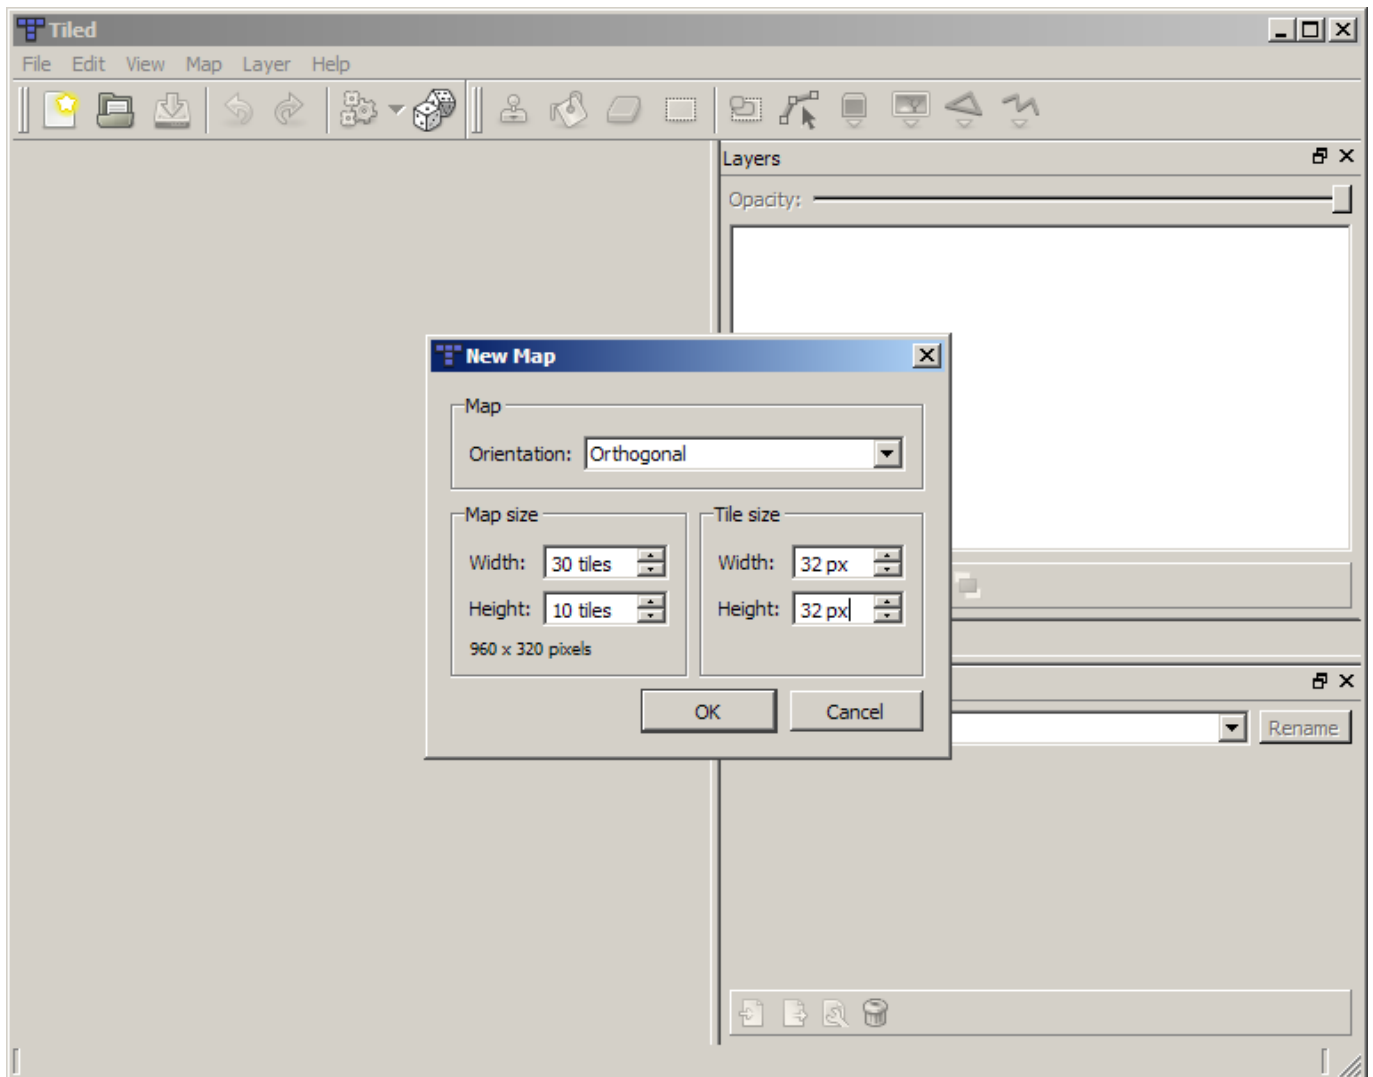 Tiled
File Edit View Map Layer Help
Layers
Opacity:
New Map
Map
Orientation: Orthogonal
Map size
Width: 30 tiles
Height: 10 tiles
960 x 320 pixels
Tile size
Width: 32 px
Height: 32 px
OK Cancel
Rename